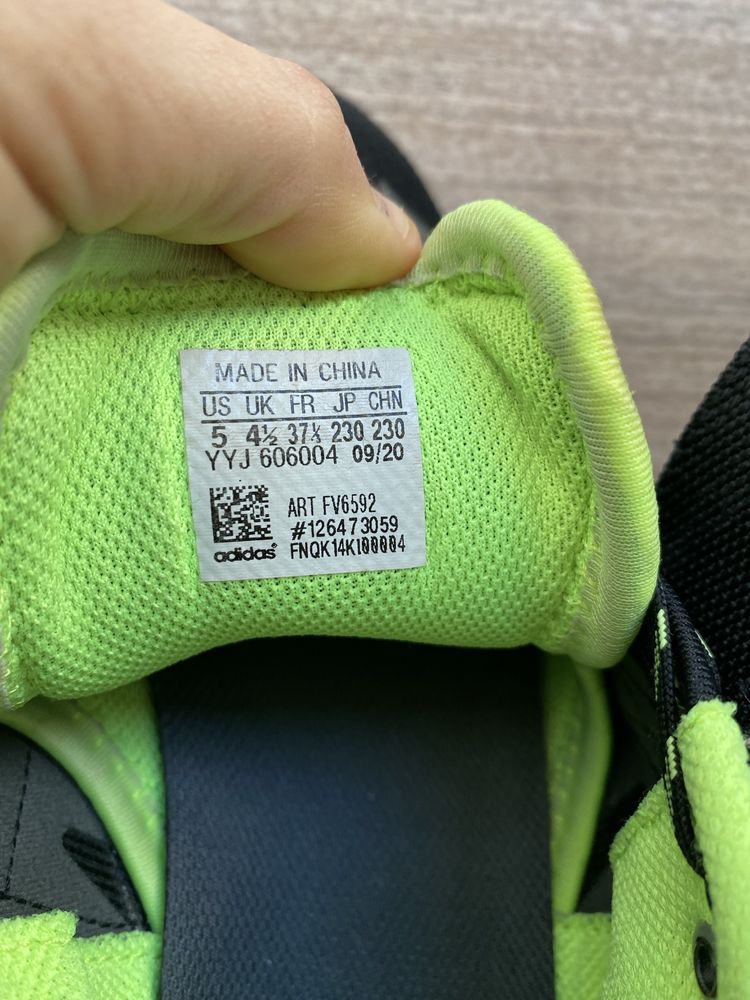 MADE IN CHINA
US UK FR JP CHN
5 4½ 37⅓ 230 230
YYJ 606004 09/20
ART FV6592
#126473059
adidas® FNQK14K100004